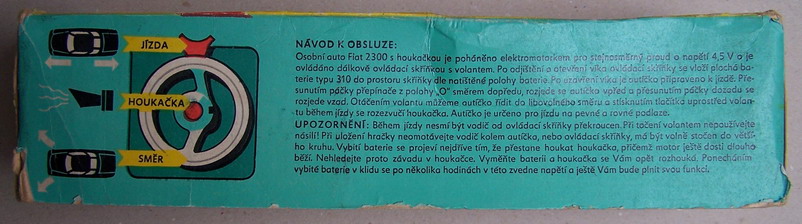 JÍZDA
HOUKAČKA
SMĚR
NÁVOD K OBSLUZE:
Osobní auto Fiat 2300 s houkačkou je poháněno elektromotorkem pro stejnosměrný proud o napětí 4,5 V a je
ovládáno dálkově ovládací skříňkou s volantem. Po odjištění a otevření víka ovládací skříňky se vloží plochá ba-
terie typu 310 do prostoru skříňky dle natištěné polohy baterie. Po uzavření víka je autíčko připraveno k jízdě. Pře-
sunutím páčky přepínače z polohy „O" směrem dopředu, rozjede se autíčko vpřed a přesunutím páčky dozadu se
rozjede vzad. Otáčením volantu můžeme autíčko řídit do libovolného směru a stisknutím tlačítka uprostřed volan-
tu během jízdy se rozezvučí houkačka. Autíčko je určeno pro jízdu na pevné a rovné podlaze.
UPOZORNĚNÍ: Během jízdy nesmí být vodič od ovládací skříňky překroucen. Při točení volantem nepoužívejte
násilí! Při uložení hračky neomotávejte vodič kolem autíčka, nebo ovládací skříňky, má být volně stočen do větší-
ho kruhu. Vybití baterie se projeví nejdříve tím, že přestane houkat houkačka, přičemž motor ještě dosti dlouho
běží. Nehledejte proto závadu v houkačce. Vyměňte baterii a houkačka se Vám opět rozhouká. Ponecháním
vybité baterie v klidu se po několika hodinách v této zvedne napětí a ještě Vám bude plnit svou funkci.